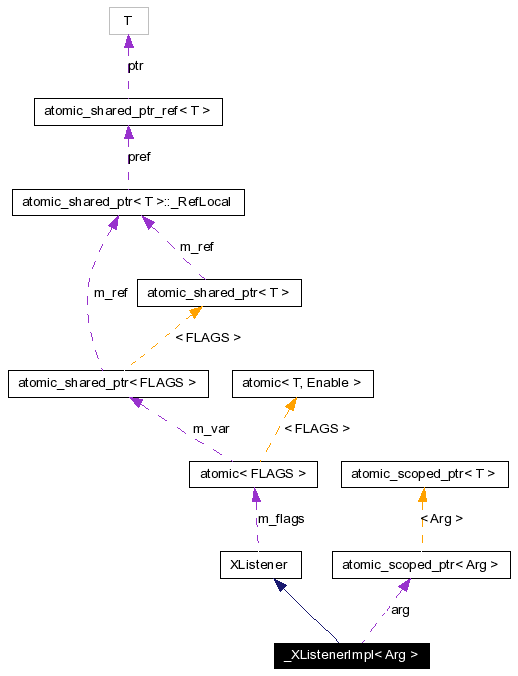 T
ptr
atomic_shared_ptr_ref< T >
pref
atomic_shared_ptr< T >::_RefLocal
m_ref
m_ref
atomic_shared_ptr< T >
< FLAGS >
atomic_shared_ptr< FLAGS >
atomic< T, Enable >
m_var
< FLAGS >
atomic< FLAGS >
atomic_scoped_ptr< T >
m_flags
< Arg >
XListener
atomic_scoped_ptr< Arg >
arg
_XListenerImpl< Arg >